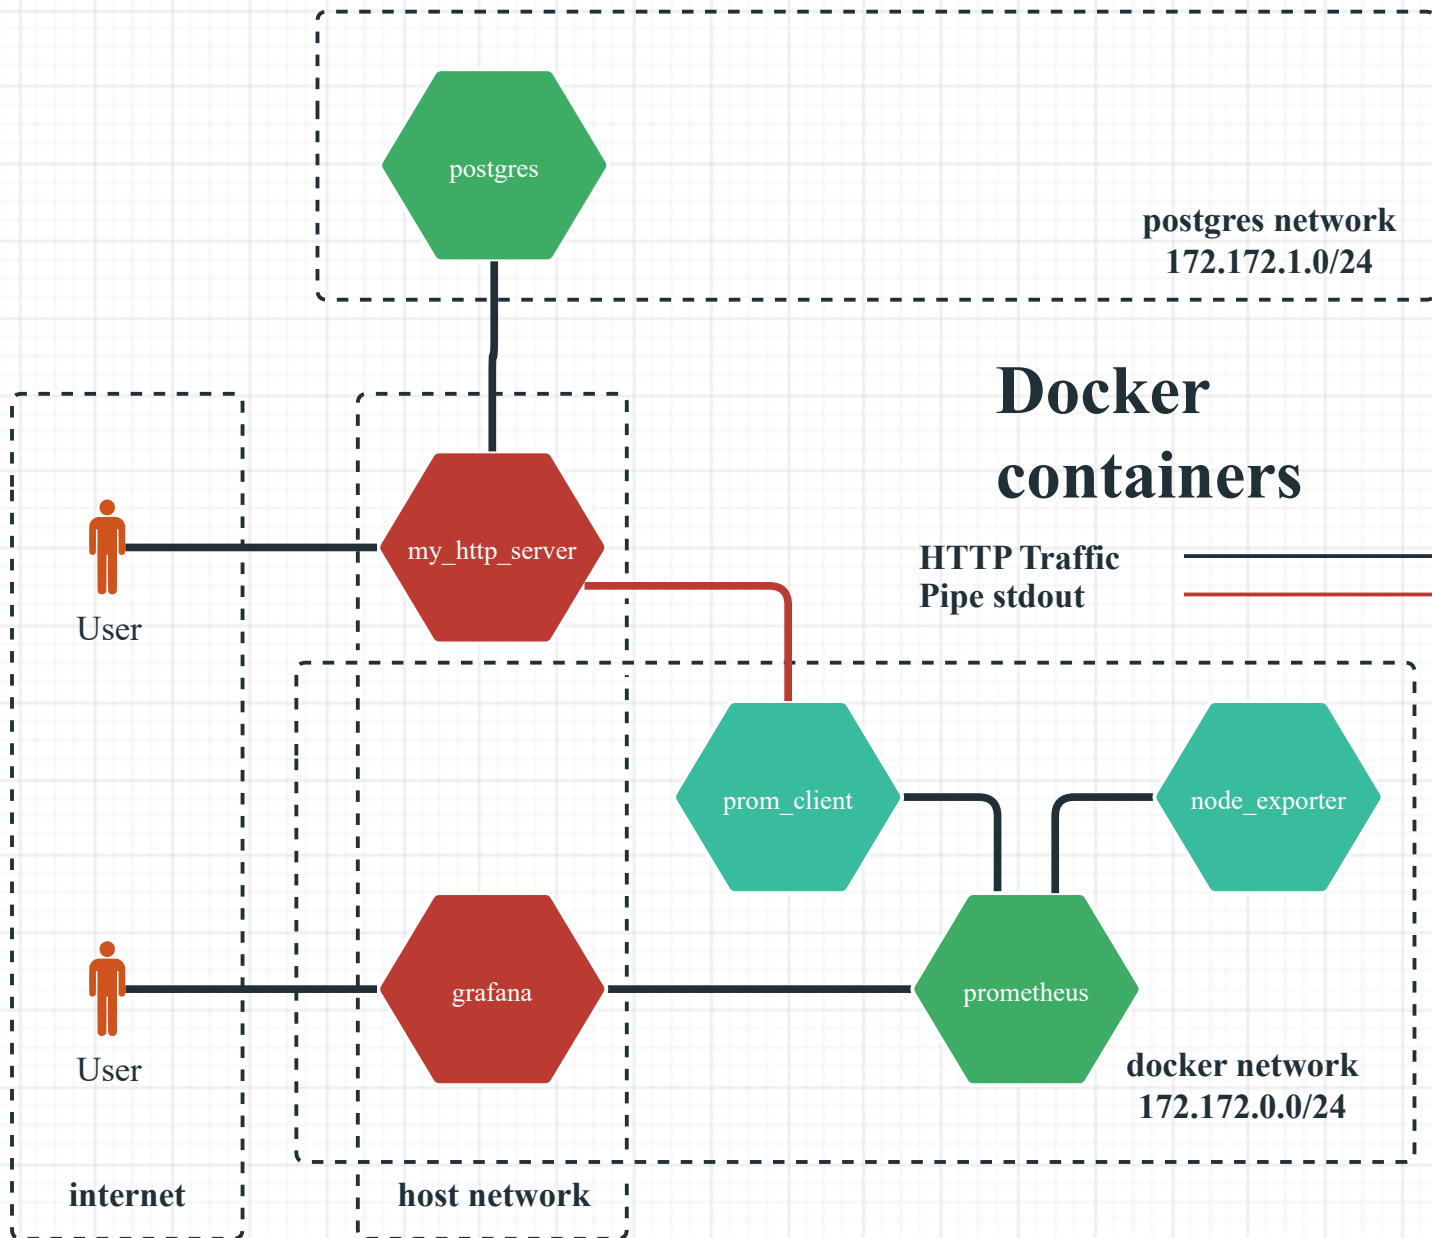 postgres
postgres network
172.172.1.0/24
Docker
containers
my_http_server
HTTP Traffic
Pipe stdout
User
prom_client
node_exporter
grafana
prometheus
User
docker network
172.172.0.0/24
internet
host network